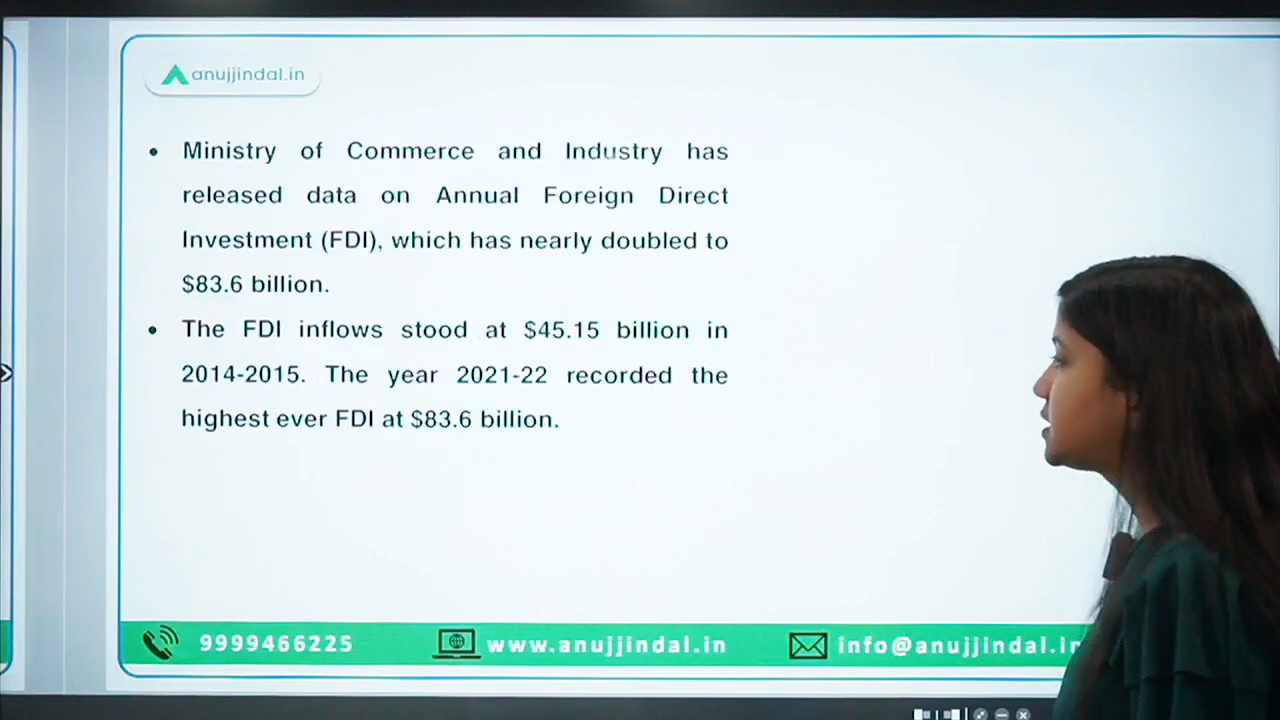 anujjindal.in
• Ministry of Commerce and Industry has
released data on Annual Foreign Direct
Investment (FDI), which has nearly doubled to
$83.6 billion.
• The FDI inflows stood at $45.15 billion in
2014-2015. The year 2021-22 recorded the
highest ever FDI at $83.6 billion.
9999466225 www.anujjindal.in info@anujjindal.in